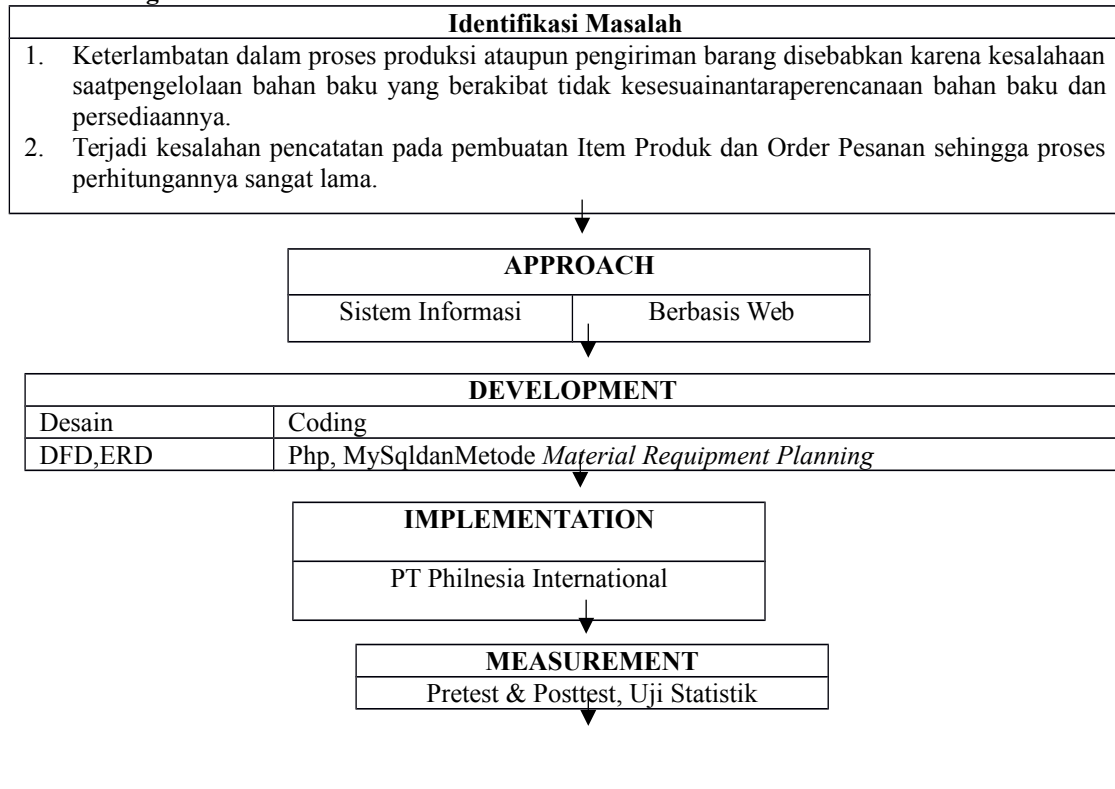 Identifikasi Masalah
1. Keterlambatan dalam proses produksi ataupun pengiriman barang disebabkan karena kesalahaan
saatpengelolaan bahan baku yang berakibat tidak kesesuainantaraperencanaan bahan baku dan
persediaannya.
2. Terjadi kesalahan pencatatan pada pembuatan Item Produk dan Order Pesanan sehingga proses
perhitungannya sangat lama.
APPROACH
Sistem Informasi Berbasis Web
DEVELOPMENT
Desain Coding
DFD,ERD Php, MySqldanMetode Material Requipment Planning
IMPLEMENTATION
PT Philnesia International
MEASUREMENT
Pretest & Posttest, Uji Statistik